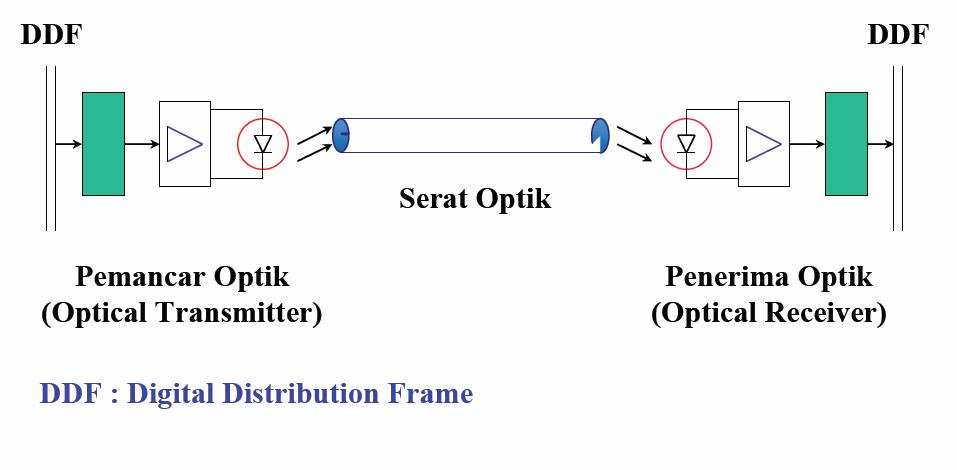 DDF
DDF
Serat Optik
Pemancar Optik
(Optical Transmitter)
Penerima Optik
(Optical Receiver)
DDF : Digital Distribution Frame